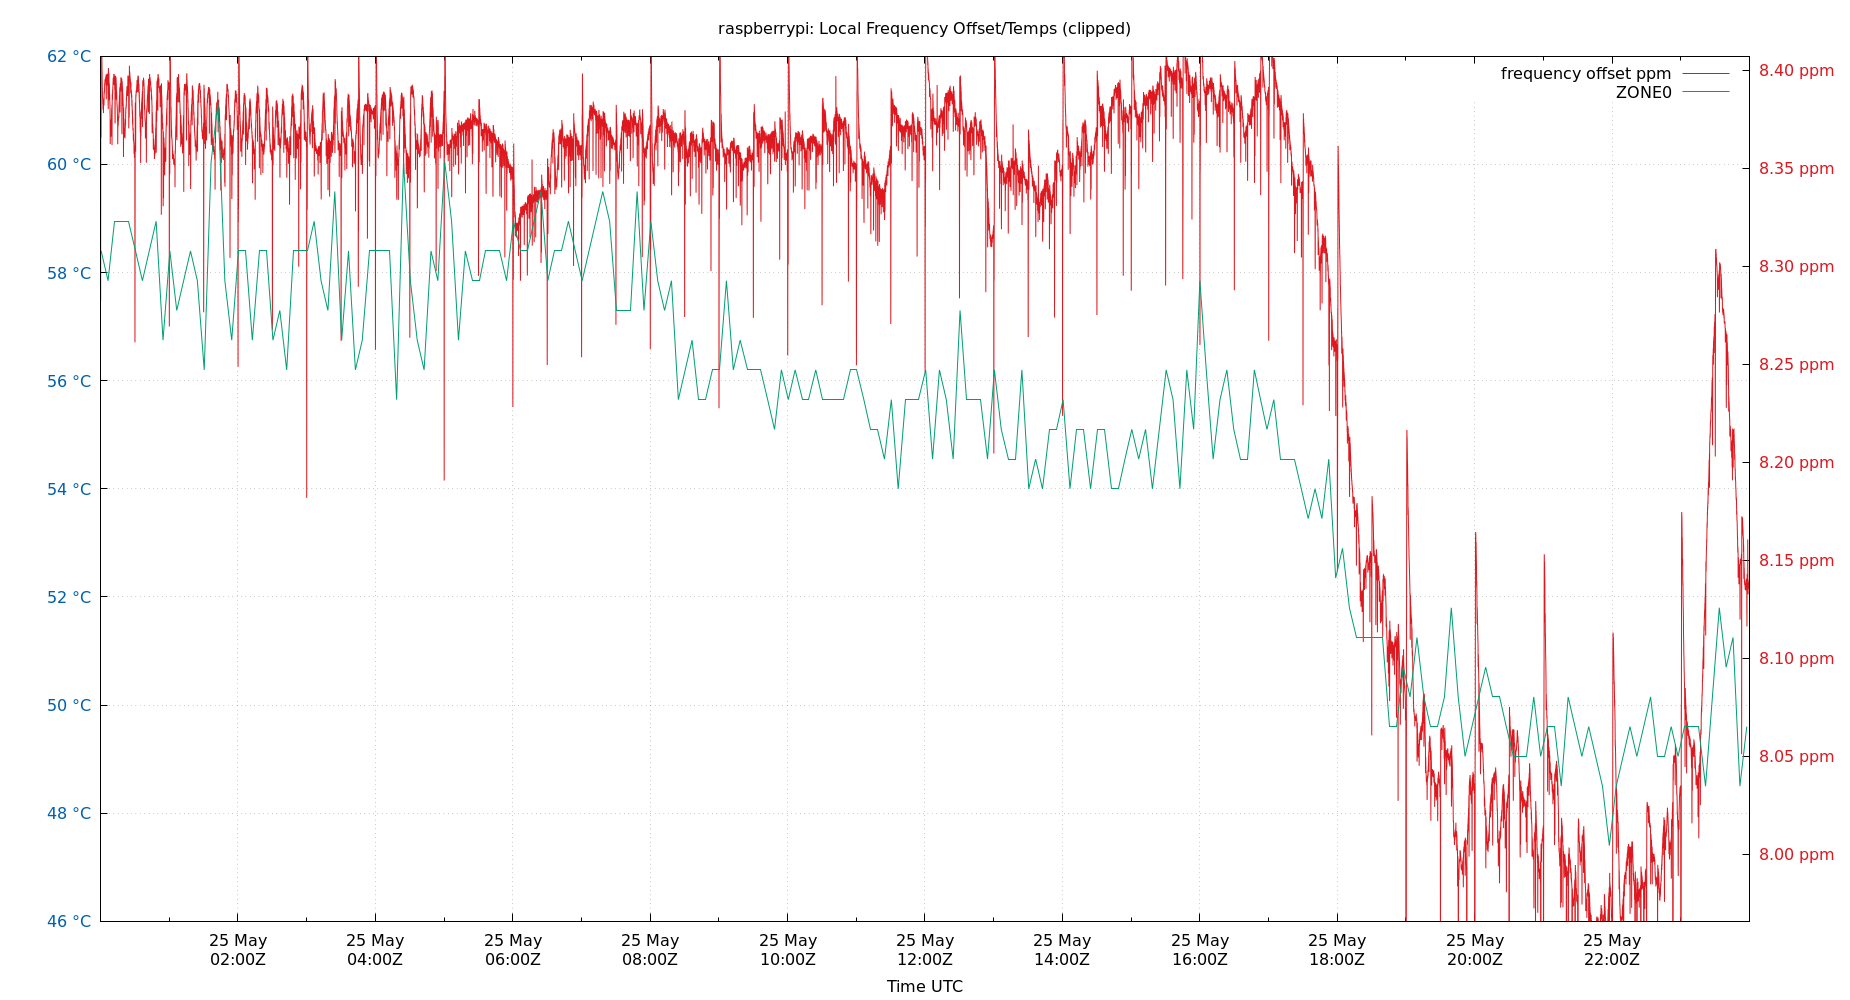 raspberrypi: Local Frequency Offset/Temps (clipped)
frequency offset ppm
ZONE0
62 °C
60 °C
58 °C
56 °C
54 °C
52 °C
50 °C
48 °C
46 °C
8.40 ppm
8.35 ppm
8.30 ppm
8.25 ppm
8.20 ppm
8.15 ppm
8.10 ppm
8.05 ppm
8.00 ppm
25 May 25 May 25 May 25 May 25 May 25 May 25 May 25 May 25 May 25 May 25 May
02:00Z 04:00Z 06:00Z 08:00Z 10:00Z 12:00Z 14:00Z 16:00Z 18:00Z 20:00Z 22:00Z
Time UTC